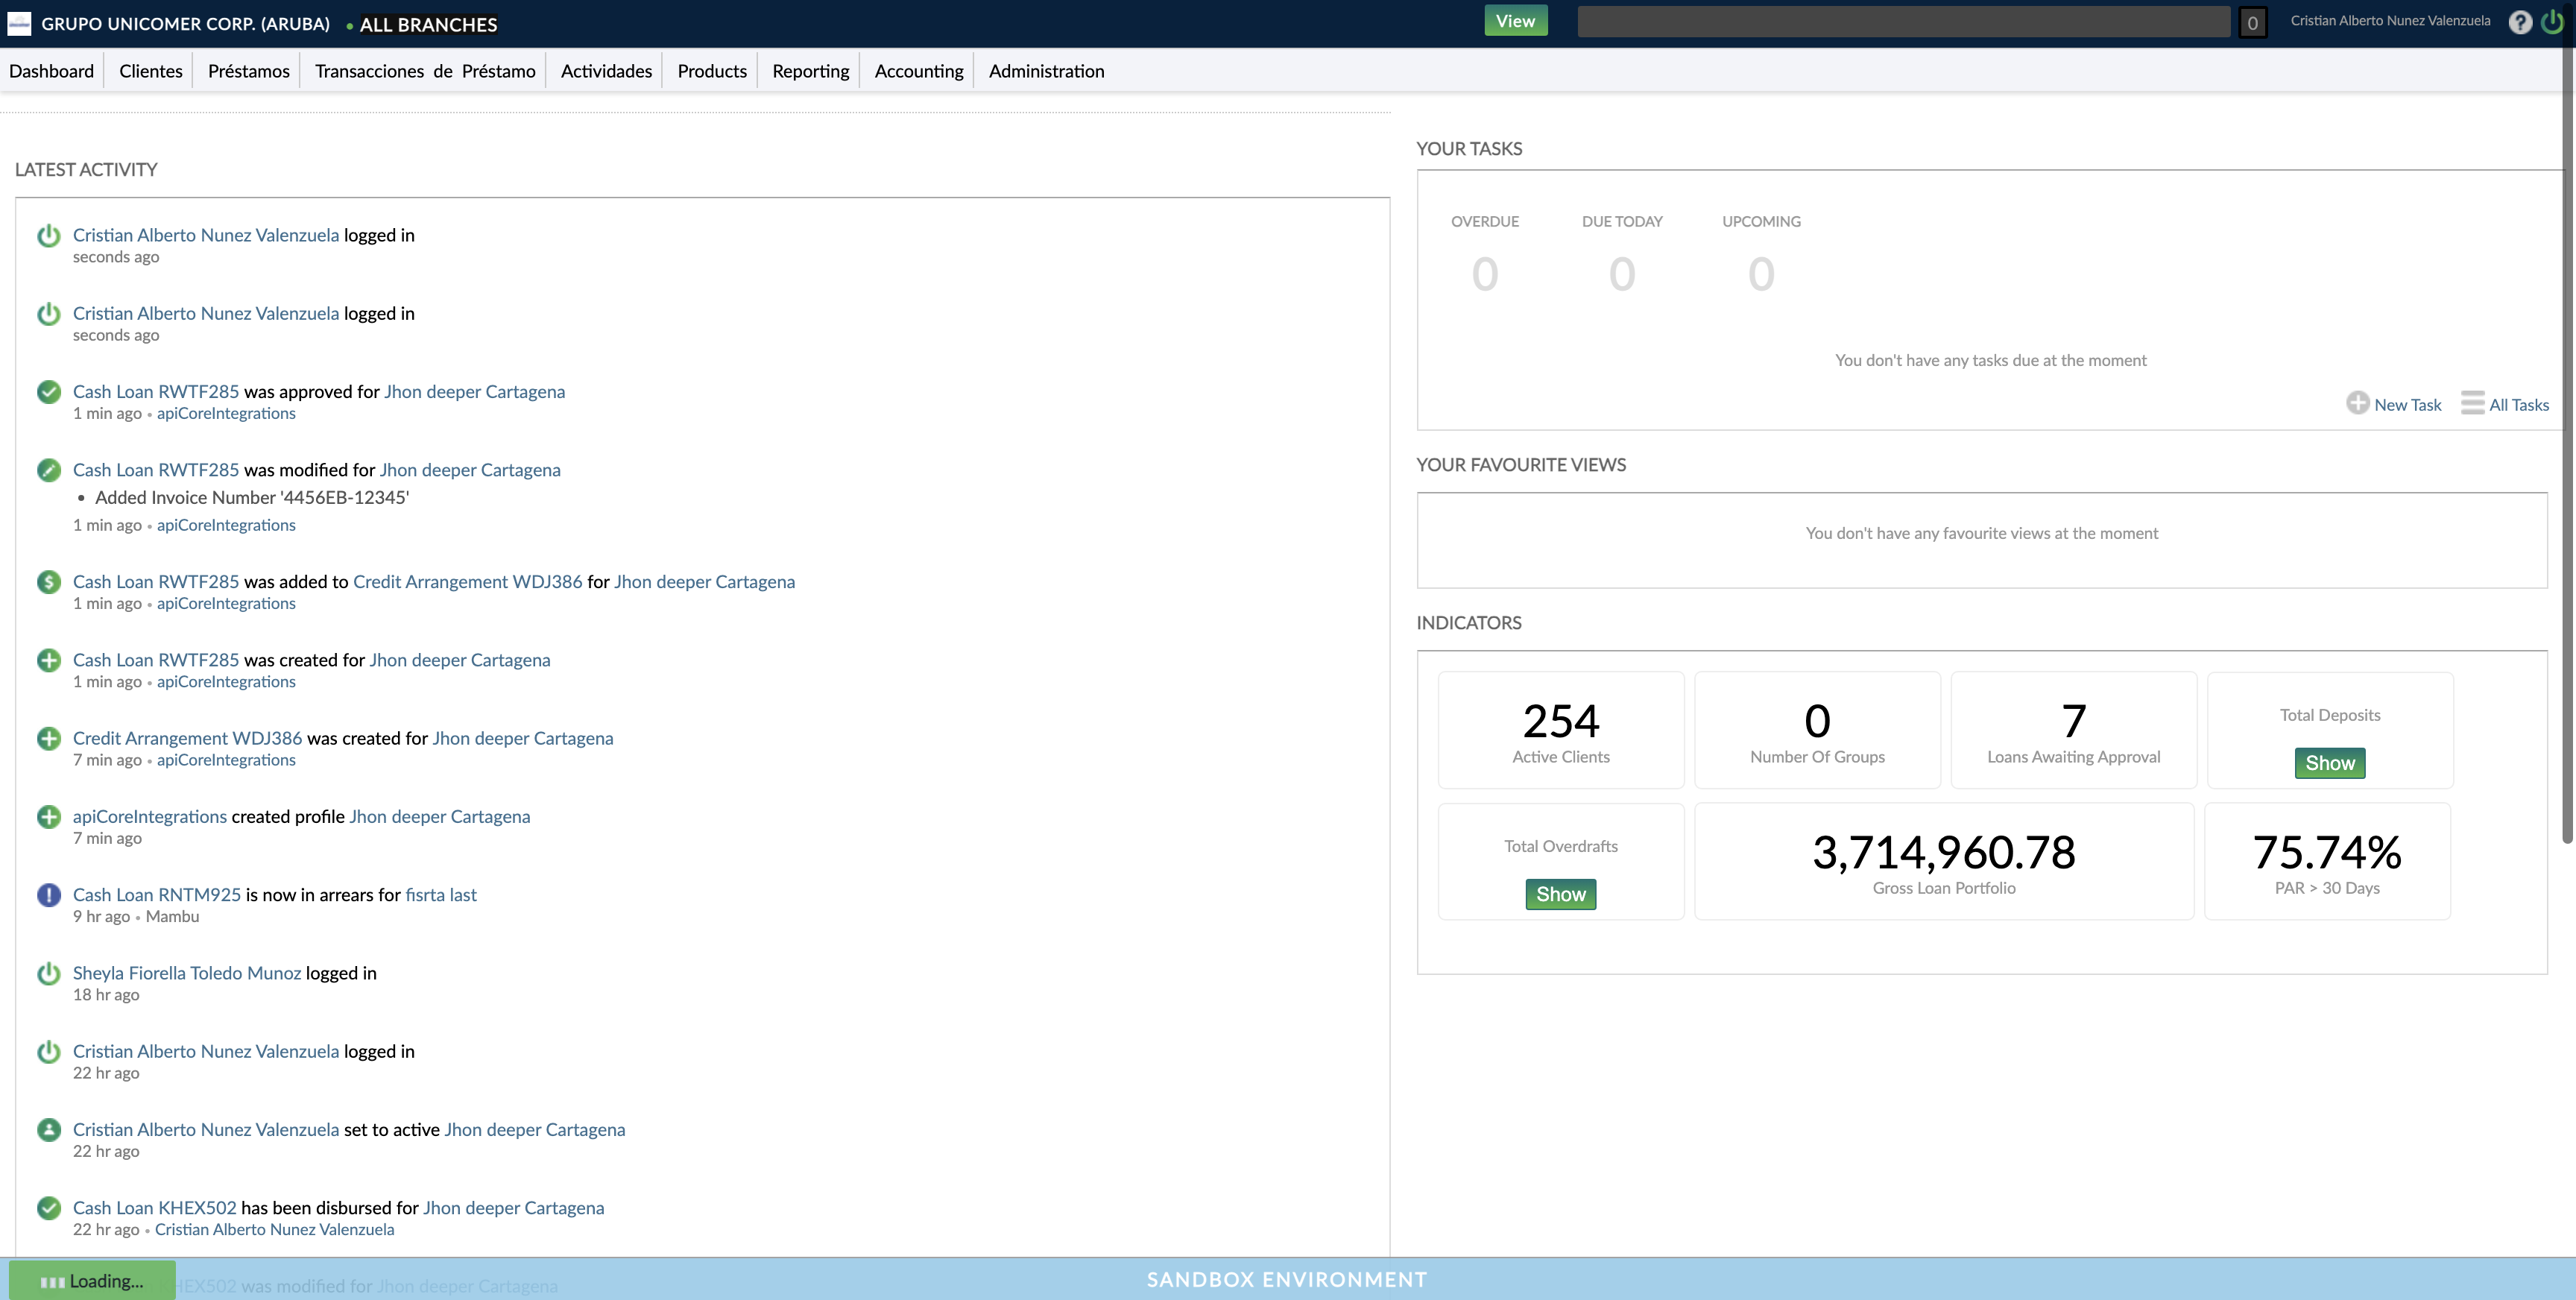 GRUPO UNICOMER CORP. (ARUBA) • ALL BRANCHES
View
0
Cristian Alberto Nunez Valenzuela
?
Dashboard Clientes Préstamos Transacciones de Préstamo Actividades Products Reporting Accounting Administration
LATEST ACTIVITY
Cristian Alberto Nunez Valenzuela logged in
seconds ago
Cristian Alberto Nunez Valenzuela logged in
seconds ago
Cash Loan RWTF285 was approved for Jhon deeper Cartagena
1 min ago • apiCoreIntegrations
Cash Loan RWTF285 was modified for Jhon deeper Cartagena
• Added Invoice Number '4456EB-12345'
1 min ago • apiCoreIntegrations
Cash Loan RWTF285 was added to Credit Arrangement WDJ386 for Jhon deeper Cartagena
1 min ago • apiCoreIntegrations
Cash Loan RWTF285 was created for Jhon deeper Cartagena
1 min ago • apiCoreIntegrations
Credit Arrangement WDJ386 was created for Jhon deeper Cartagena
7 min ago • apiCoreIntegrations
apiCoreIntegrations created profile Jhon deeper Cartagena
7 min ago
Cash Loan RNTM925 is now in arrears for fisrta last
9 hr ago • Mambu
Sheyla Fiorella Toledo Munoz logged in
18 hr ago
Cristian Alberto Nunez Valenzuela logged in
22 hr ago
Cristian Alberto Nunez Valenzuela set to active Jhon deeper Cartagena
22 hr ago
Cash Loan KHEX502 has been disbursed for Jhon deeper Cartagena
22 hr ago • Cristian Alberto Nunez Valenzuela
YOUR TASKS
OVERDUE DUE TODAY UPCOMING
0 0 0
You don't have any tasks due at the moment
New Task All Tasks
YOUR FAVOURITE VIEWS
You don't have any favourite views at the moment
INDICATORS
254
Active Clients
0
Number Of Groups
7
Loans Awaiting Approval
Total Deposits
Show
Total Overdrafts
Show
3,714,960.78
Gross Loan Portfolio
75.74%
PAR > 30 Days
Loading...
HEX502 was modified for Jhon deeper Cartagena
SANDBOX ENVIRONMENT